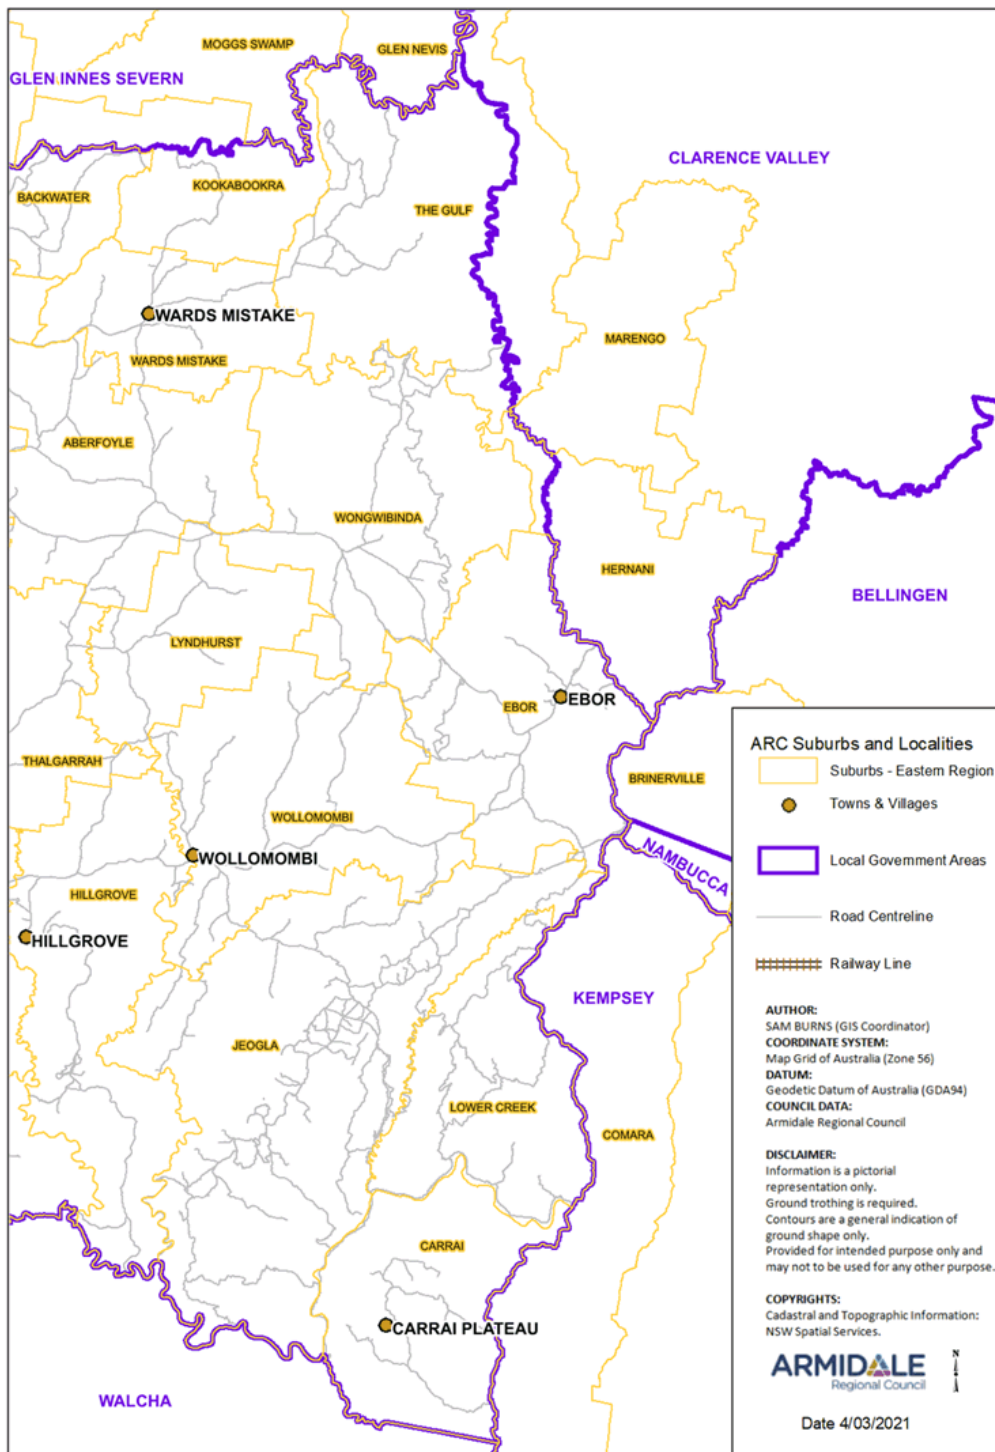 MOGGS SWAMP
GLEN NEVIS
GLEN INNES SEVERN
CLARENCE VALLEY
BACKWATER
KOOKABOOKRA
THE GULF
WARDS MISTAKE
MARENGO
WARDS MISTAKE
ABERFOYLE
WONGWIBINDA
HERNANI
BELLINGEN
LYNDHURST
EBOR
EBOR
THALGARRAH
BRINERVILLE
WOLLOMOMBI
WOLLOMOMBI
NAMBUCCA
HILLGROVE
HILLGROVE
KEMPSEY
JEOGLA
LOWER CREEK
COMARA
CARRAI
CARRAI PLATEAU
WALCHA
ARC Suburbs and Localities
Suburbs - Eastern Region
Towns & Villages
Local Government Areas
Road Centreline
Railway Line
AUTHOR:
SAM BURNS (GIS Coordinator)
COORDINATE SYSTEM:
Map Grid of Australia (Zone 56)
DATUM:
Geodetic Datum of Australia (GDA94)
COUNCIL DATA:
Armidale Regional Council
DISCLAIMER:
Information is a pictorial
representation only.
Ground trothing is required.
Contours are a general indication of
ground shape only.
Provided for intended purpose only and
may not to be used for any other purpose.
COPYRIGHTS:
Cadastral and Topographic Information:
NSW Spatial Services.
ARMIDALE
Regional Council
N
Date 4/03/2021